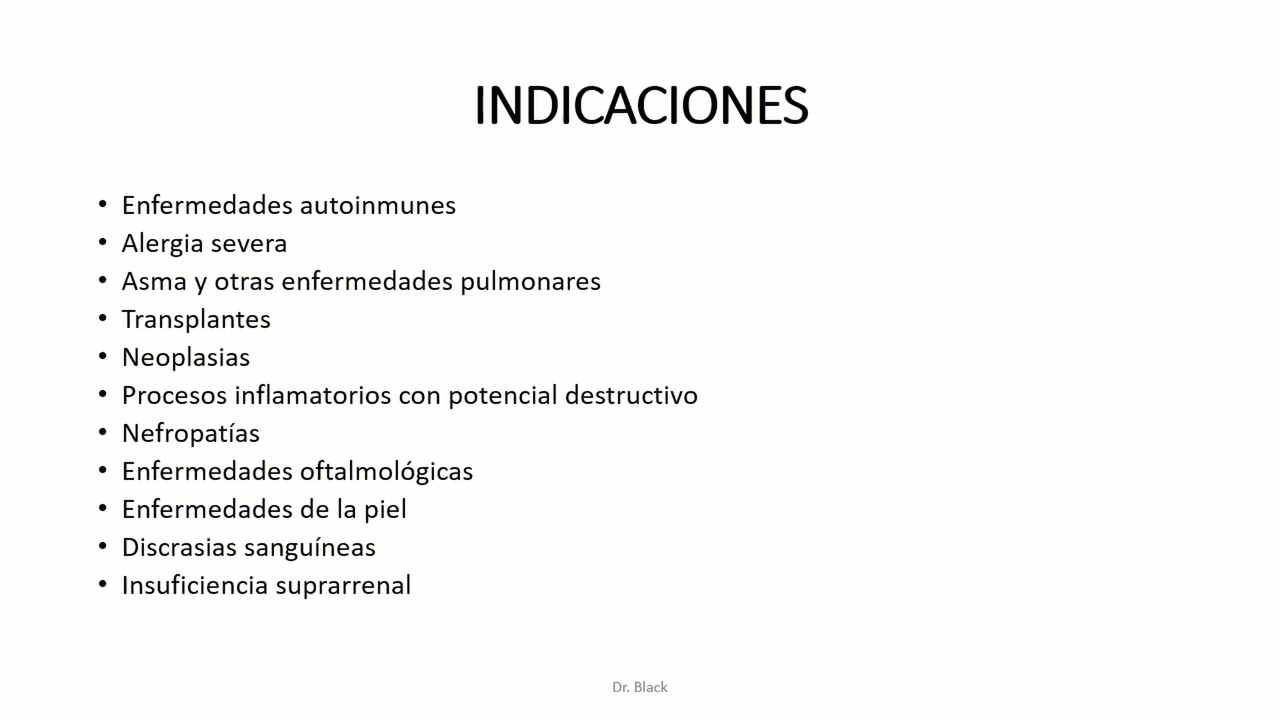 INDICACIONES
• Enfermedades autoinmunes
• Alergia severa
• Asma y otras enfermedades pulmonares
• Transplantes
• Neoplasias
• Procesos inflamatorios con potencial destructivo
• Nefropatías
• Enfermedades oftalmológicas
• Enfermedades de la piel
• Discrasias sanguíneas
• Insuficiencia suprarrenal
Dr. Black